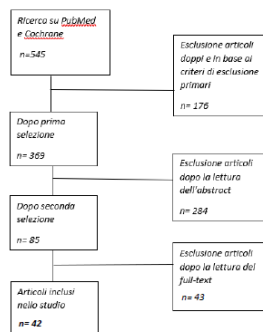 Ricerca su PubMed
e Cochrane
n=545
Esclusione articoli
doppi e in base ai
criteri di esclusione
primari
n= 176
Dopo prima
selezione
n= 369
Esclusione articoli
dopo la lettura
dell'abstract
n= 284
Dopo seconda
selezione
n= 85
Esclusione articoli
dopo la lettura del
full-text
n= 43
Articoli inclusi
nello studio
n= 42